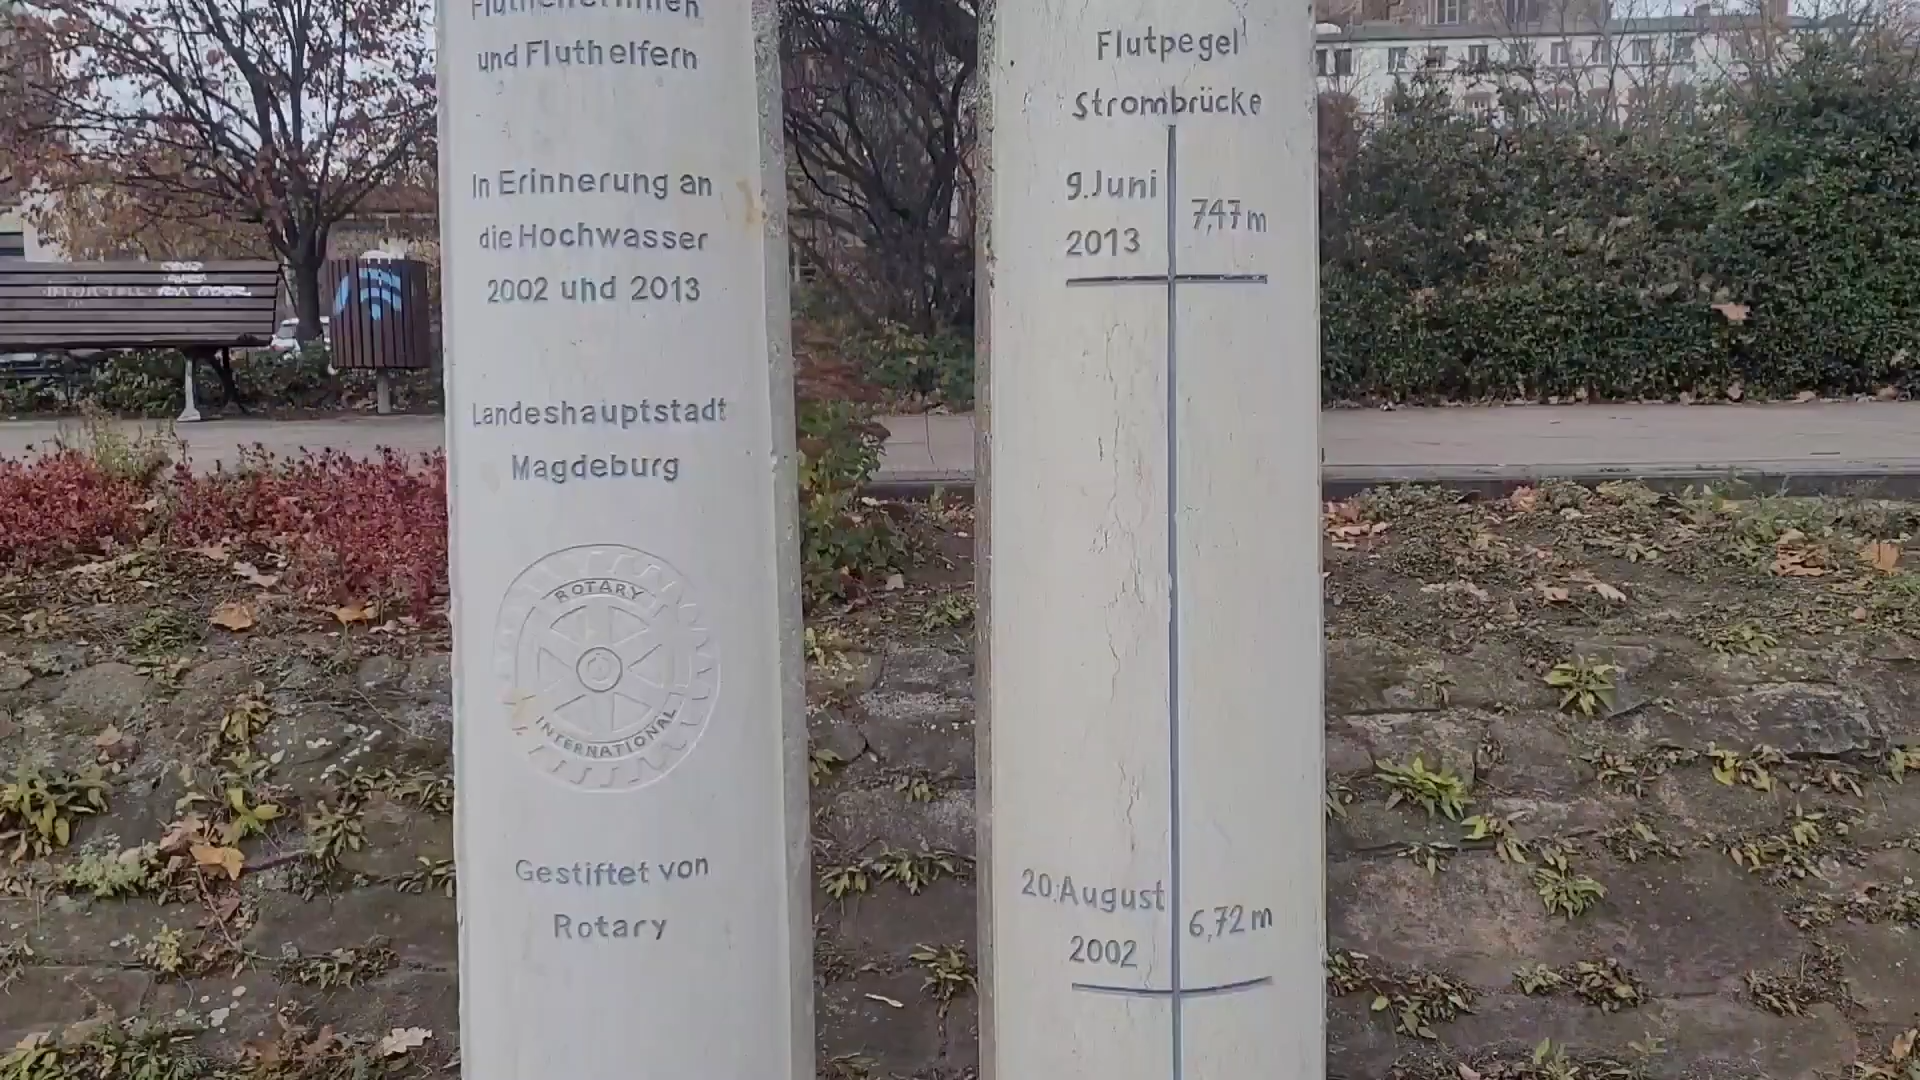 und Fluthelfern
In Erinnerung an
die Hochwasser
2002 und 2013
Landeshauptstadt
Magdeburg
ROTARY
INTERNATIONAL
Gestiftet von
Rotary
Flutpegel
Strombrücke
9. Juni
2013
7,47 m
20. August
2002
6,72 m